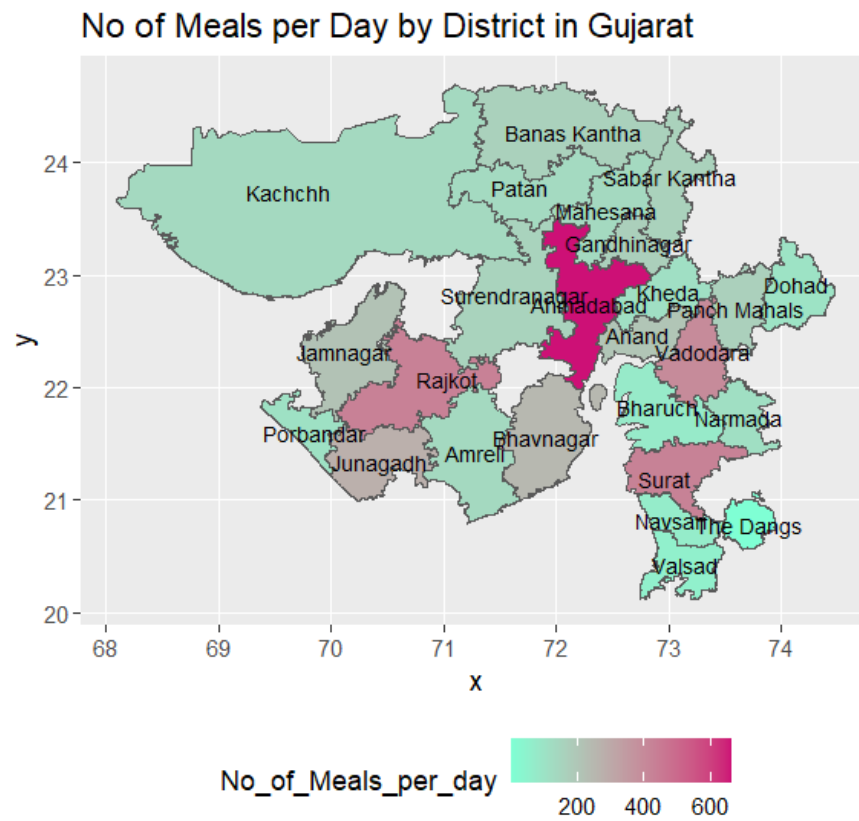 No of Meals per Day by District in Gujarat
24
23
22
21
20
y
Banas Kantha
Kachchh
Patan
Sabar Kantha
Mahesana
Gandhinagar
Surendranagar
Ahmadabad
Kheda
Dohad
Panch Mahals
Jamnagar
Anand
Vadodara
Rajkot
Porbandar
Junagadh
Amreli
Bhavnagar
Bharuch
Narmada
Surat
Navsari
The Dangs
Valsad
68 69 70 71 72 73 74
x
No_of_Meals_per_day
200 400 600